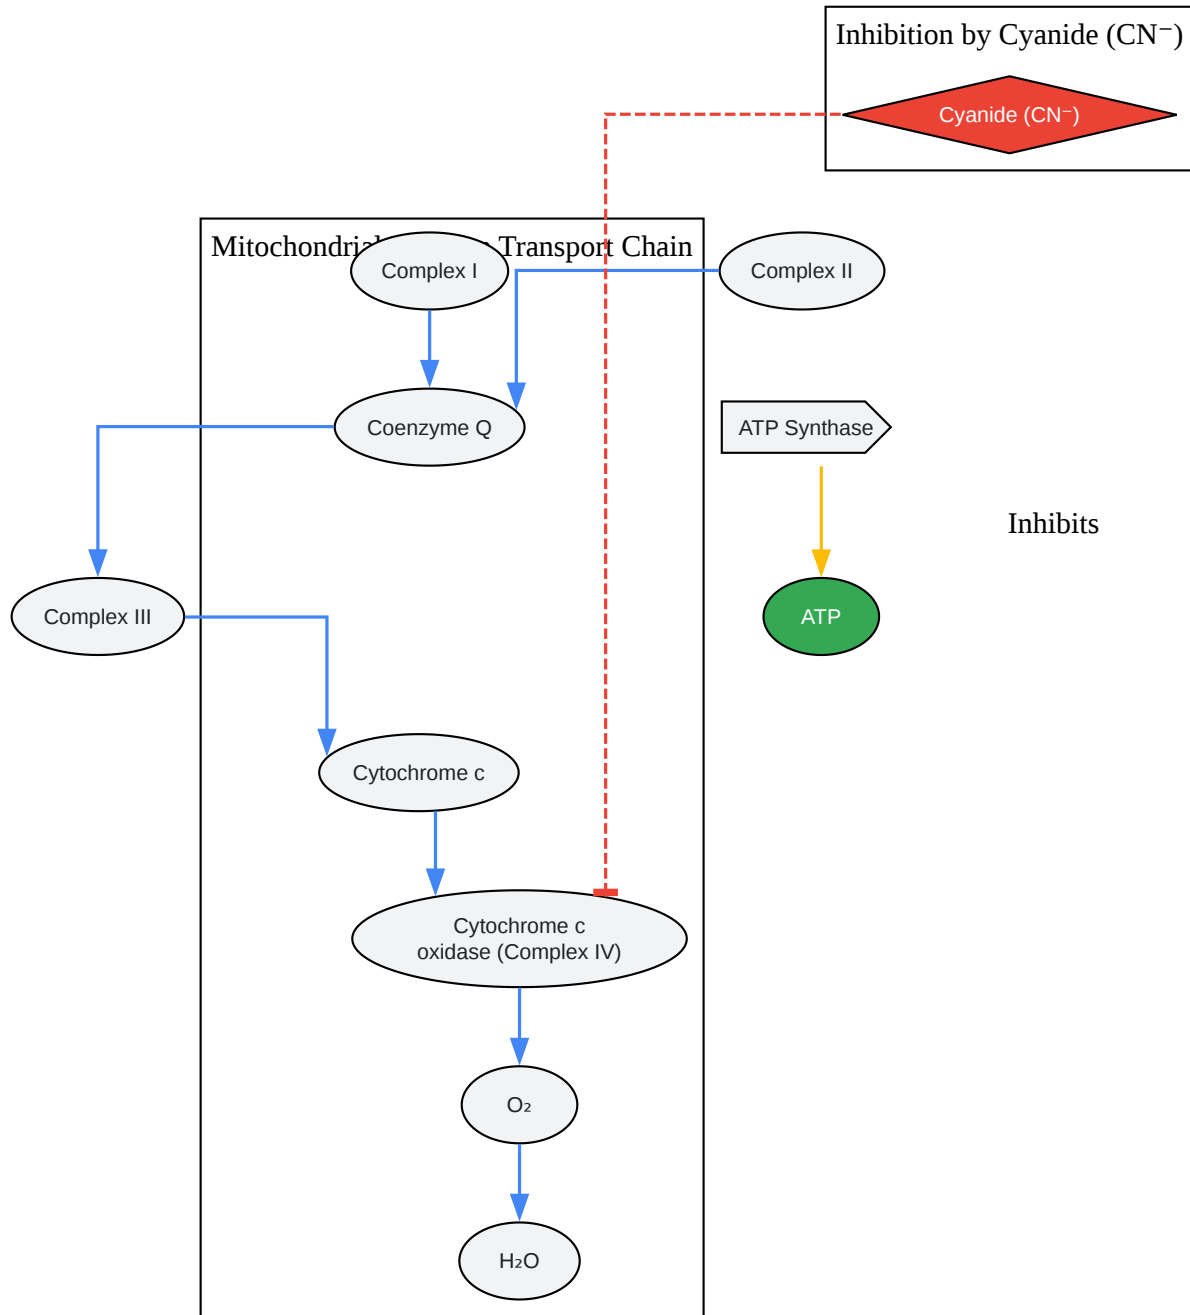 Inhibition by Cyanide (CN⁻)
Cyanide (CN⁻)
Mitochondrial Transport Chain
Complex I
Complex II
Coenzyme Q
ATP Synthase
Inhibits
Complex III
ATP
Cytochrome c
Cytochrome c
oxidase (Complex IV)
O₂
H₂O